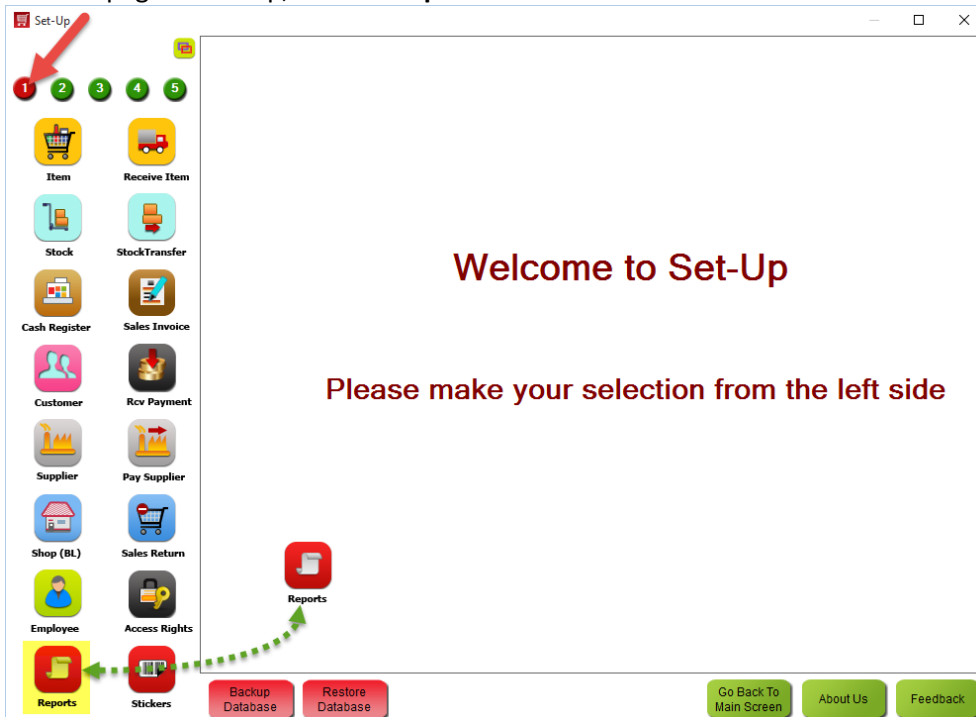 Set-Up
1 2 3 4 5
Item Receive Item
Stock StockTransfer
Cash Register Sales Invoice
Customer Rcv Payment
Supplier Pay Supplier
Shop (BL) Sales Return
Employee Access Rights
Reports Stickers
Welcome to Set-Up
Please make your selection from the left side
Reports
Backup
Database
Restore
Database
Go Back To
Main Screen
About Us
Feedback